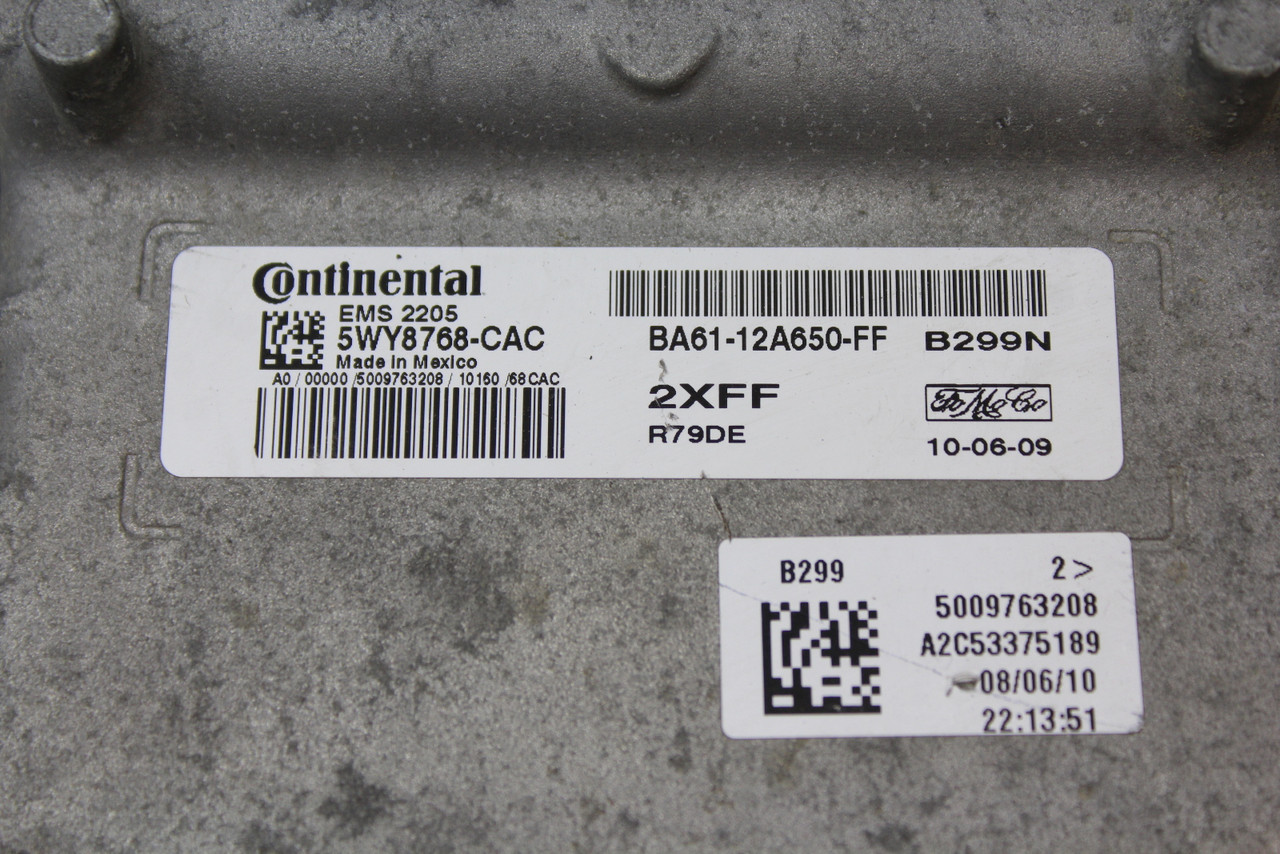 Continental
EMS 2205
5WY8768-CAC
Made in Mexico
A0 / 00000 /5009763208 / 10160 /68CAC
BA61-12A650-FF B299N
2XFF
FoMoCo
R79DE
10-06-09
B299 2>
5009763208
A2C53375189
08/06/10
22:13:51